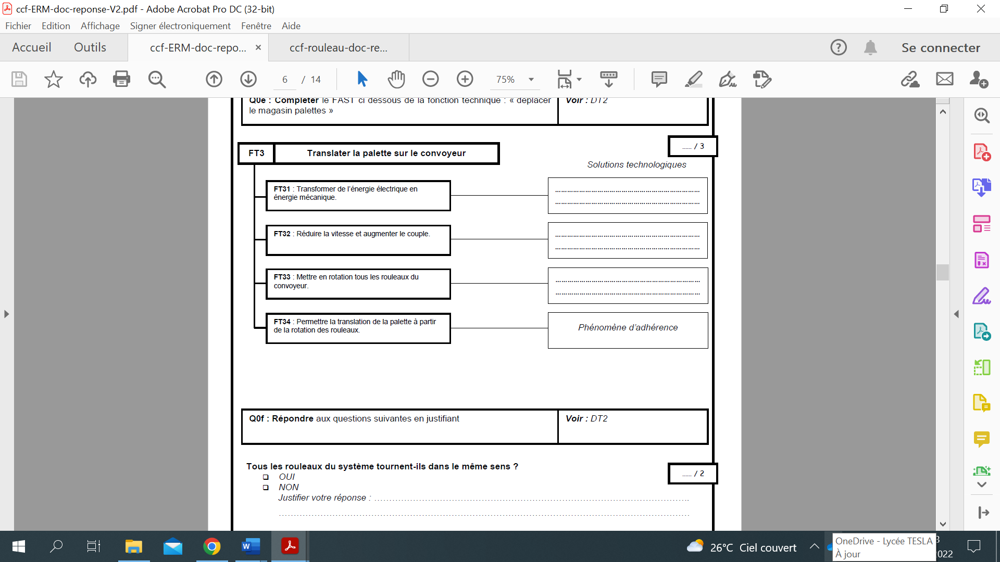 ccf-ERM-doc-reponse-V2.pdf - Adobe Acrobat Pro DC (32-bit)
Fichier Edition Affichage Signer électroniquement Fenêtre Aide
Accueil Outils ccf-ERM-doc-repo... × ccf-rouleau-doc-re... Se connecter
6 / 14 75%
Q0e : Compléter le FAST ci dessous de la fonction technique : « déplacer
le magasin palettes »
Voir : DT2
...... / 3
FT3 Translater la palette sur le convoyeur
Solutions technologiques
FT31 : Transformer de l'énergie électrique en
énergie mécanique.
FT32 : Réduire la vitesse et augmenter le couple.
FT33 : Mettre en rotation tous les rouleaux du
convoyeur.
FT34 : Permettre la translation de la palette à partir
de la rotation des rouleaux.
Phénomène d'adhérence
Q0f : Répondre aux questions suivantes en justifiant
Voir : DT2
Tous les rouleaux du système tournent-ils dans le même sens ?
...... / 2
OUI
NON
Justifier votre réponse : ..........
26°C Ciel couvert
OneDrive - Lycée TESLA
À jour